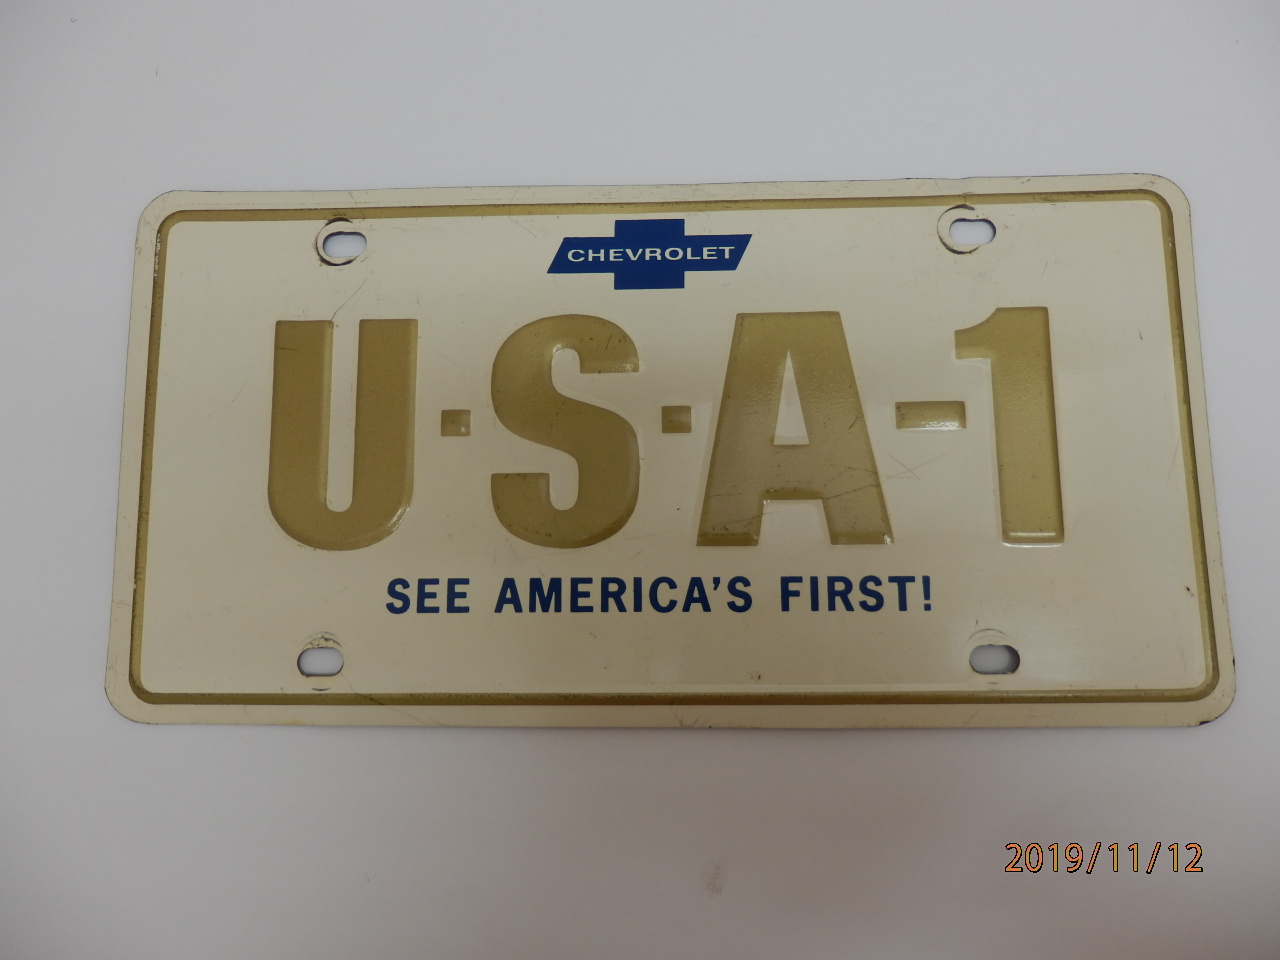 CHEVROLET
U·S·A-1
SEE AMERICA'S FIRST!
2019/11/12